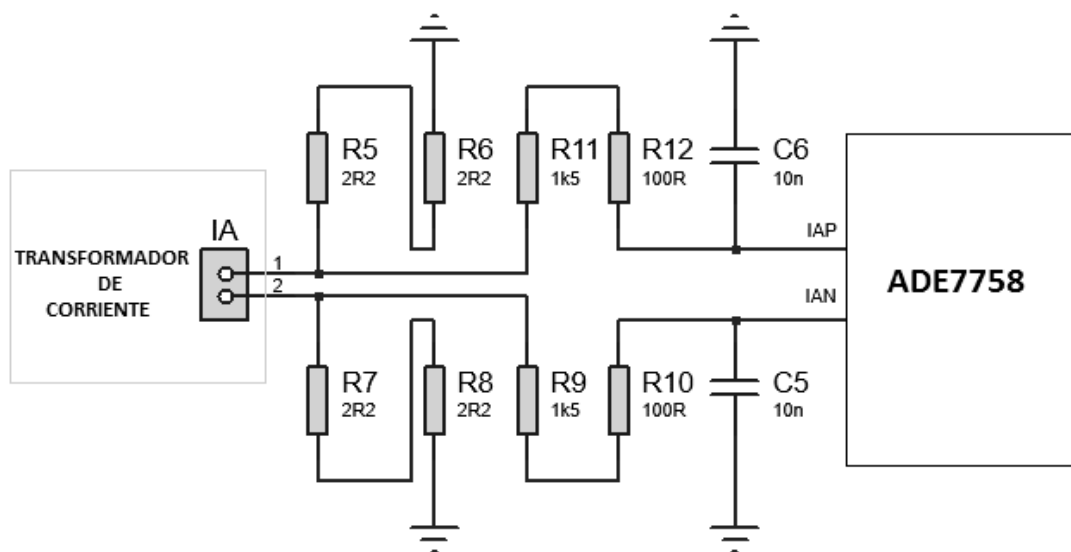 R5
2R2
R6
2R2
R11
1k5
R12
100R
C6
10n
IA
TRANSFORMADOR
DE
CORRIENTE
1
2
IAP
IAN
ADE7758
R7
2R2
R8
2R2
R9
1k5
R10
100R
C5
10n